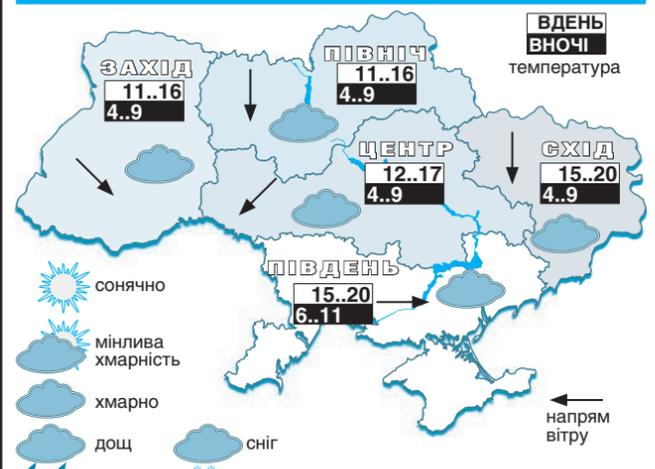 ВДЕНЬ
ВНОЧІ
температура
ЗАХІД
11..16
4..9
ПІВНІЧ
11..16
4..9
ЦЕНТР
12..17
4..9
СХІД
15..20
4..9
ПІВДЕНЬ
15..20
6..11
сонячно
мінлива
хмарність
хмарно
дощ
сніг
напрям
вітру